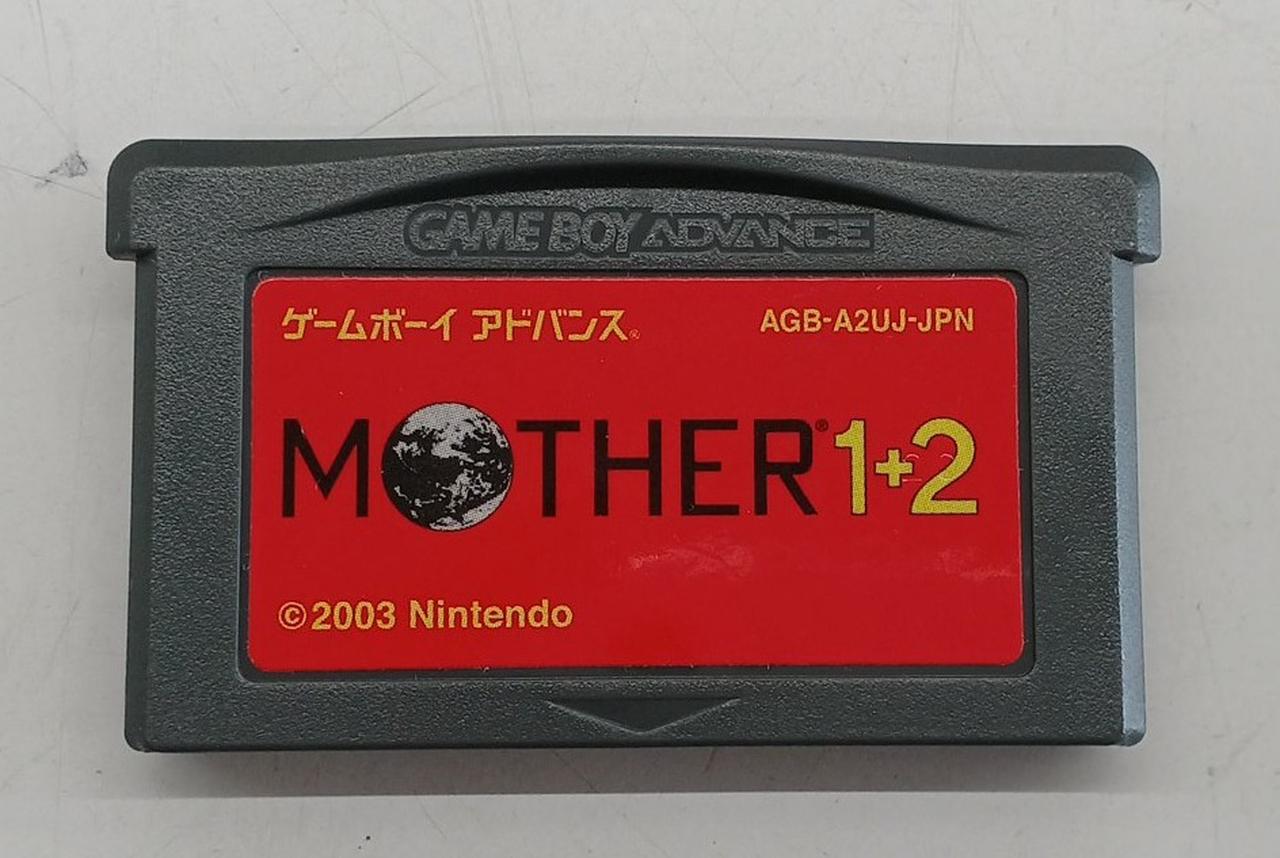 GAME BOY ADVANCE
ゲームボーイ アドバンス®
AGB-A2UJ-JPN
MOTHER®1+2
©2003 Nintendo